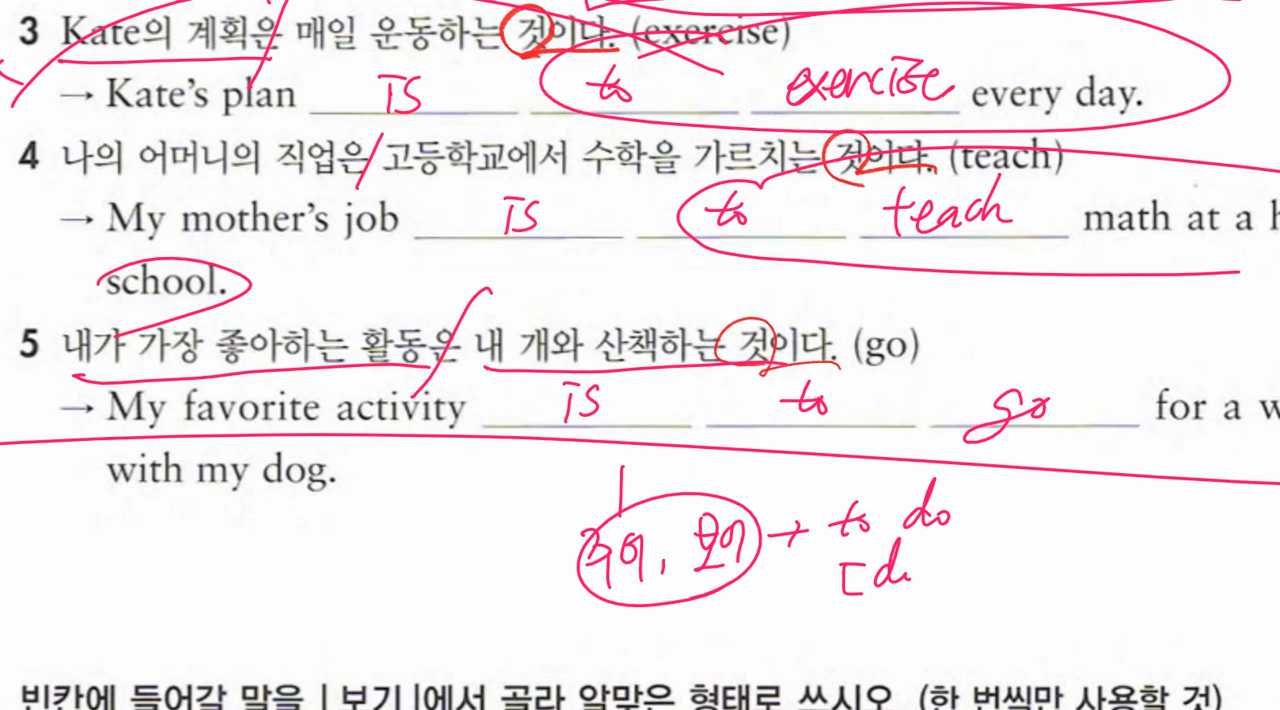 3 Kate의 계획은 매일 운동하는 것이다. (exercise)
→ Kate's plan is to exercise every day.
4 나의 어머니의 직업은 고등학교에서 수학을 가르치는 것이다. (teach)
→ My mother's job is to teach math at a h
school.
5 내가 가장 좋아하는 활동은 내 개와 산책하는 것이다. (go)
→ My favorite activity is to go for a w
with my dog.
주어, 보어 → to do
[do
빈칸에 들어갈 말을 |보기|에서 골라 알맞은 형태로 쓰시오. (한 번씩만 사용할 것)